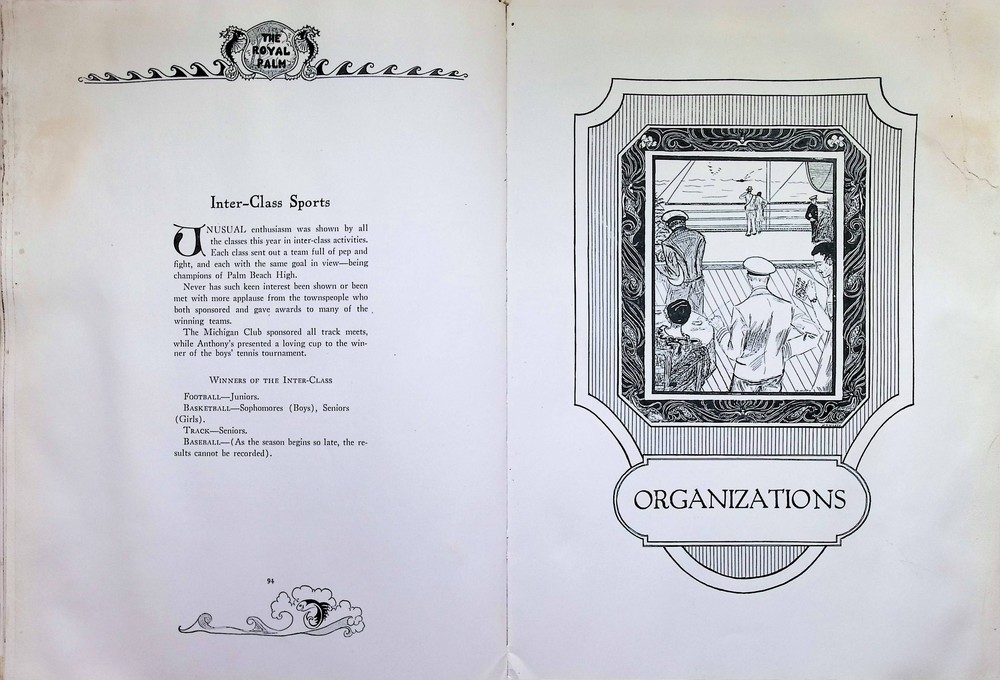 THE
ROYAL
PALM
Inter-Class Sports
UNUSUAL enthusiasm was shown by all
the classes this year in inter-class activities.
Each class sent out a team full of pep and
fight, and each with the same goal in view—being
champions of Palm Beach High.
Never has such keen interest been shown or been
met with more applause from the townspeople who
both sponsored and gave awards to many of the
winning teams.
The Michigan Club sponsored all track meets,
while Anthony's presented a loving cup to the win-
ner of the boys' tennis tournament.
WINNERS OF THE INTER-CLASS
FOOTBALL—Juniors.
BASKETBALL—Sophomores (Boys), Seniors
(Girls).
TRACK—Seniors.
BASEBALL—(As the season begins so late, the re-
sults cannot be recorded).
94
ORGANIZATIONS